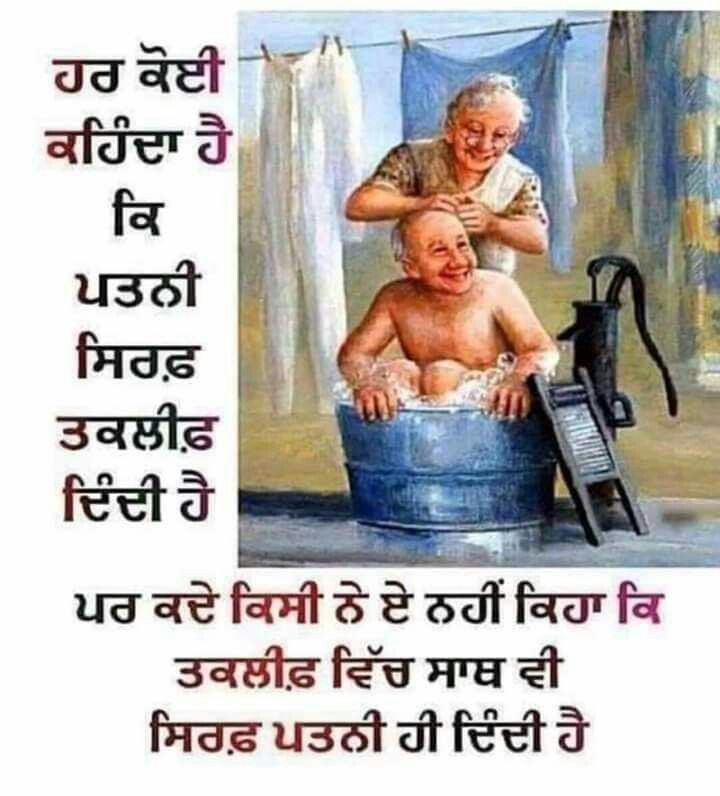 ਹਰ ਕੋਈ
ਕਹਿੰਦਾ ਹੈ
ਕਿ
ਪਤਨੀ
ਸਿਰਫ਼
ਤਕਲੀਫ਼
ਦਿੰਦੀ ਹੈ
ਪਰ ਕਦੇ ਕਿਸੀ ਨੇ ਏ ਨਹੀਂ ਕਿਹਾ ਕਿ
ਤਕਲੀਫ਼ ਵਿੱਚ ਸਾਥ ਵੀ
ਸਿਰਫ਼ ਪਤਨੀ ਹੀ ਦਿੰਦੀ ਹੈ